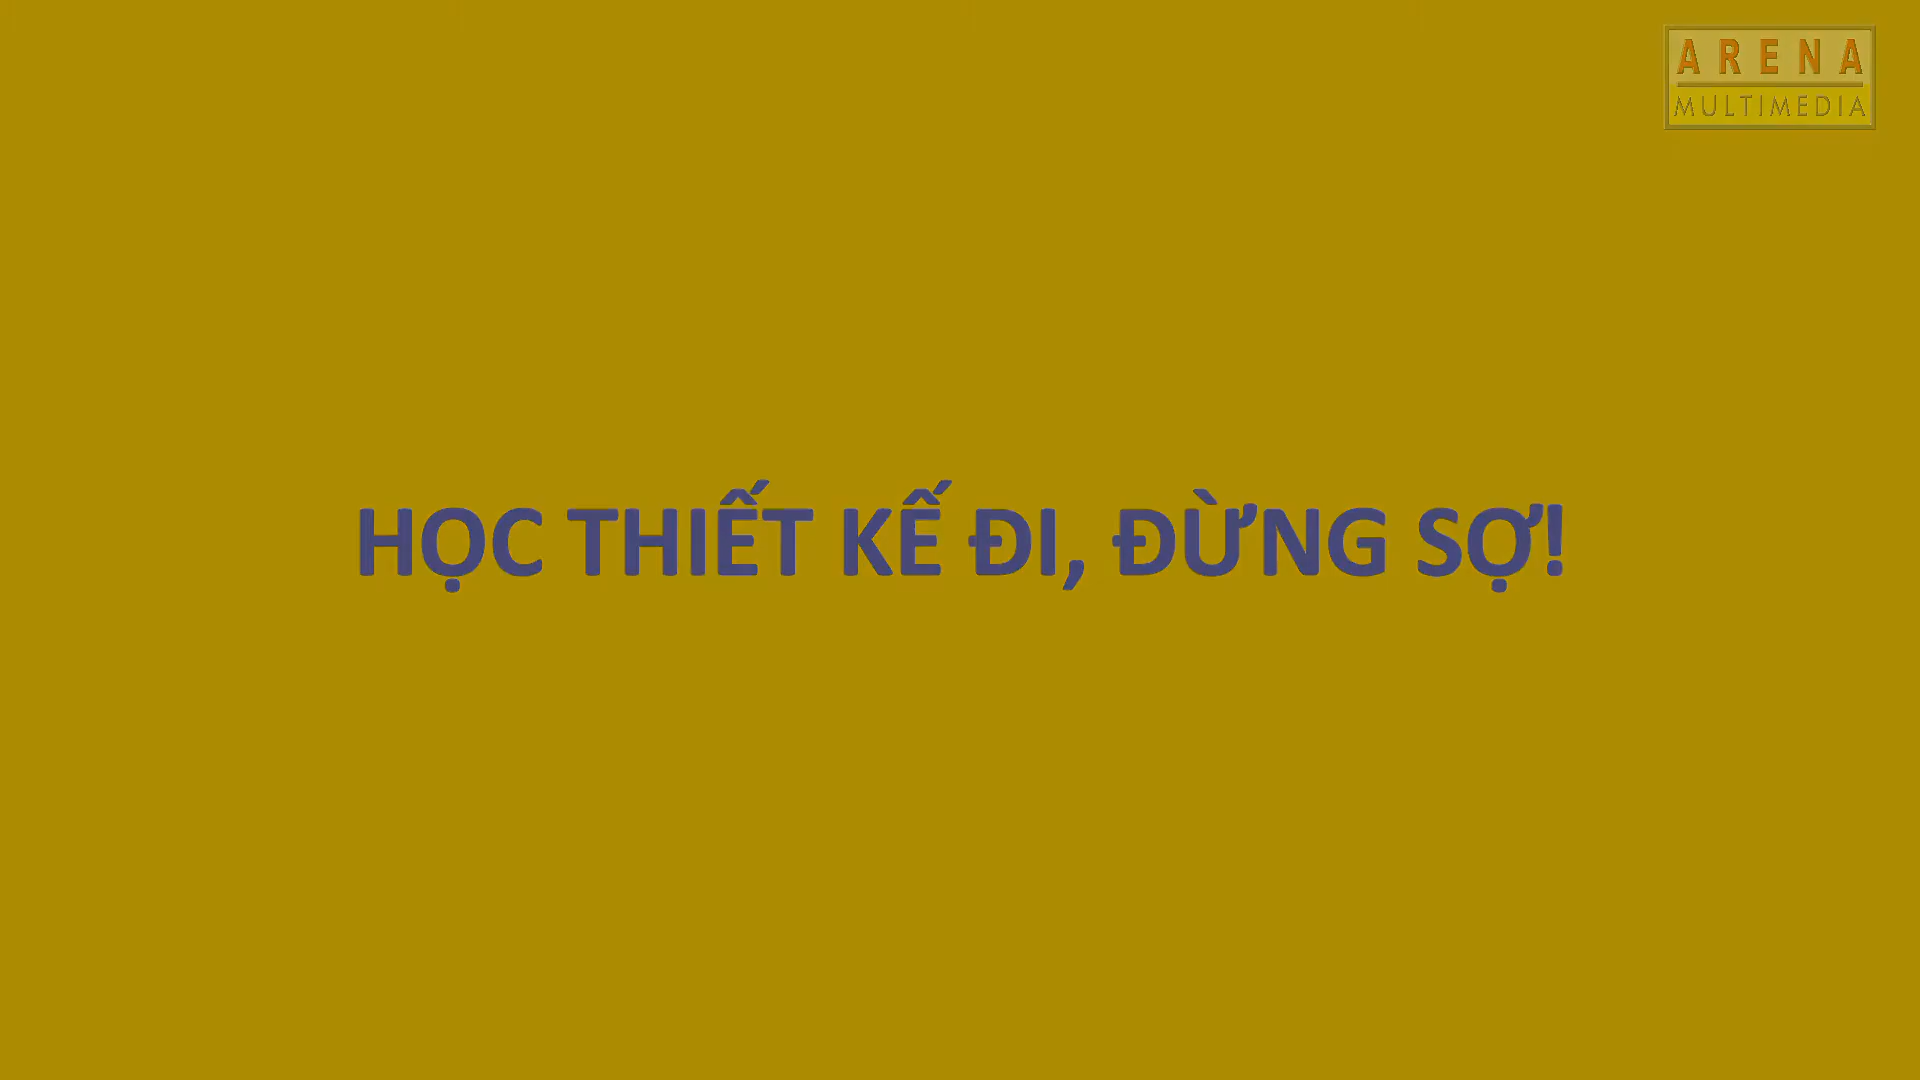 ARENA
MULTIMEDIA
HỌC THIẾT KẾ ĐI, ĐỪNG SỢ!